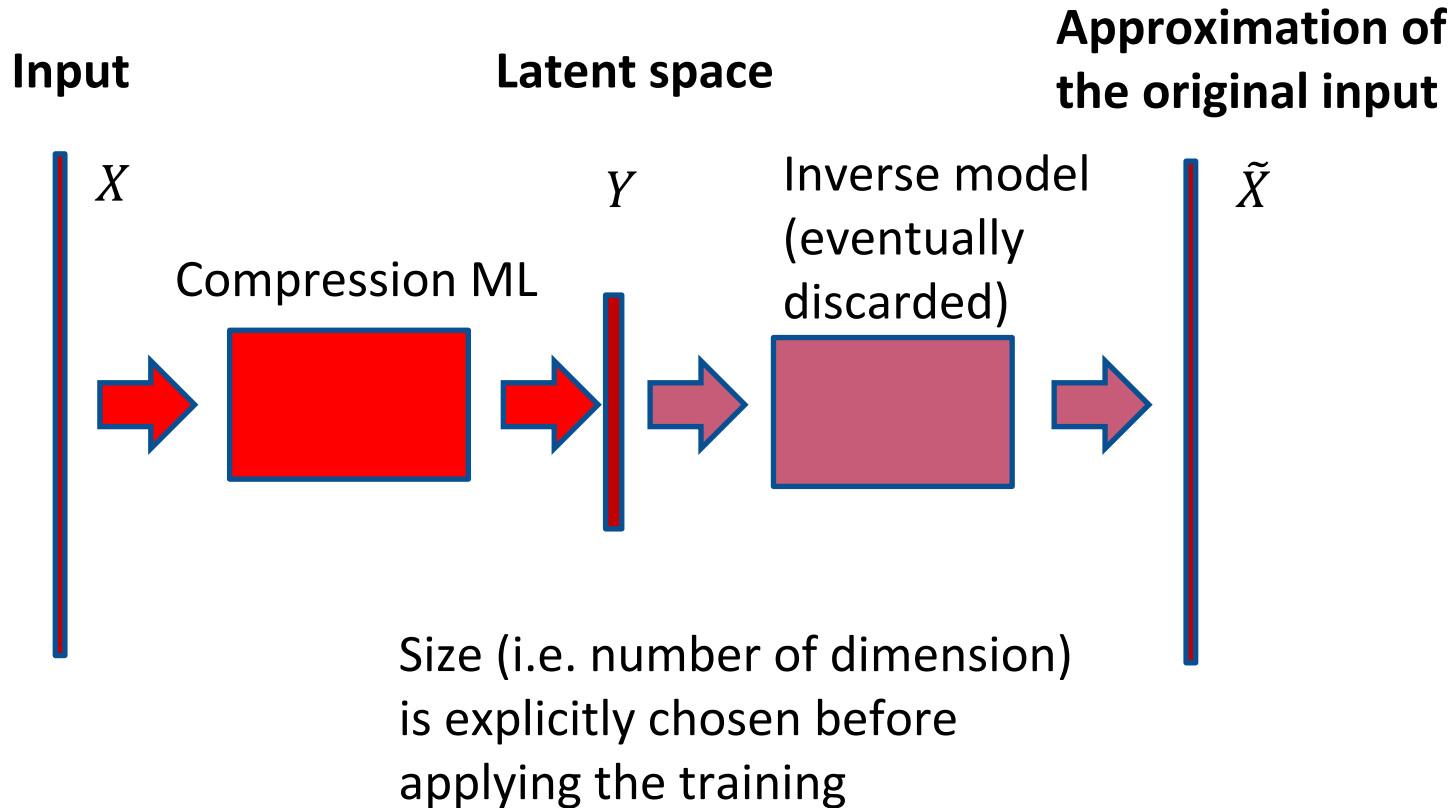 Input
Latent space
Approximation of
the original input
X
Y
Inverse model
(eventually
discarded)
X̃
Compression ML
Size (i.e. number of dimension)
is explicitly chosen before
applying the training